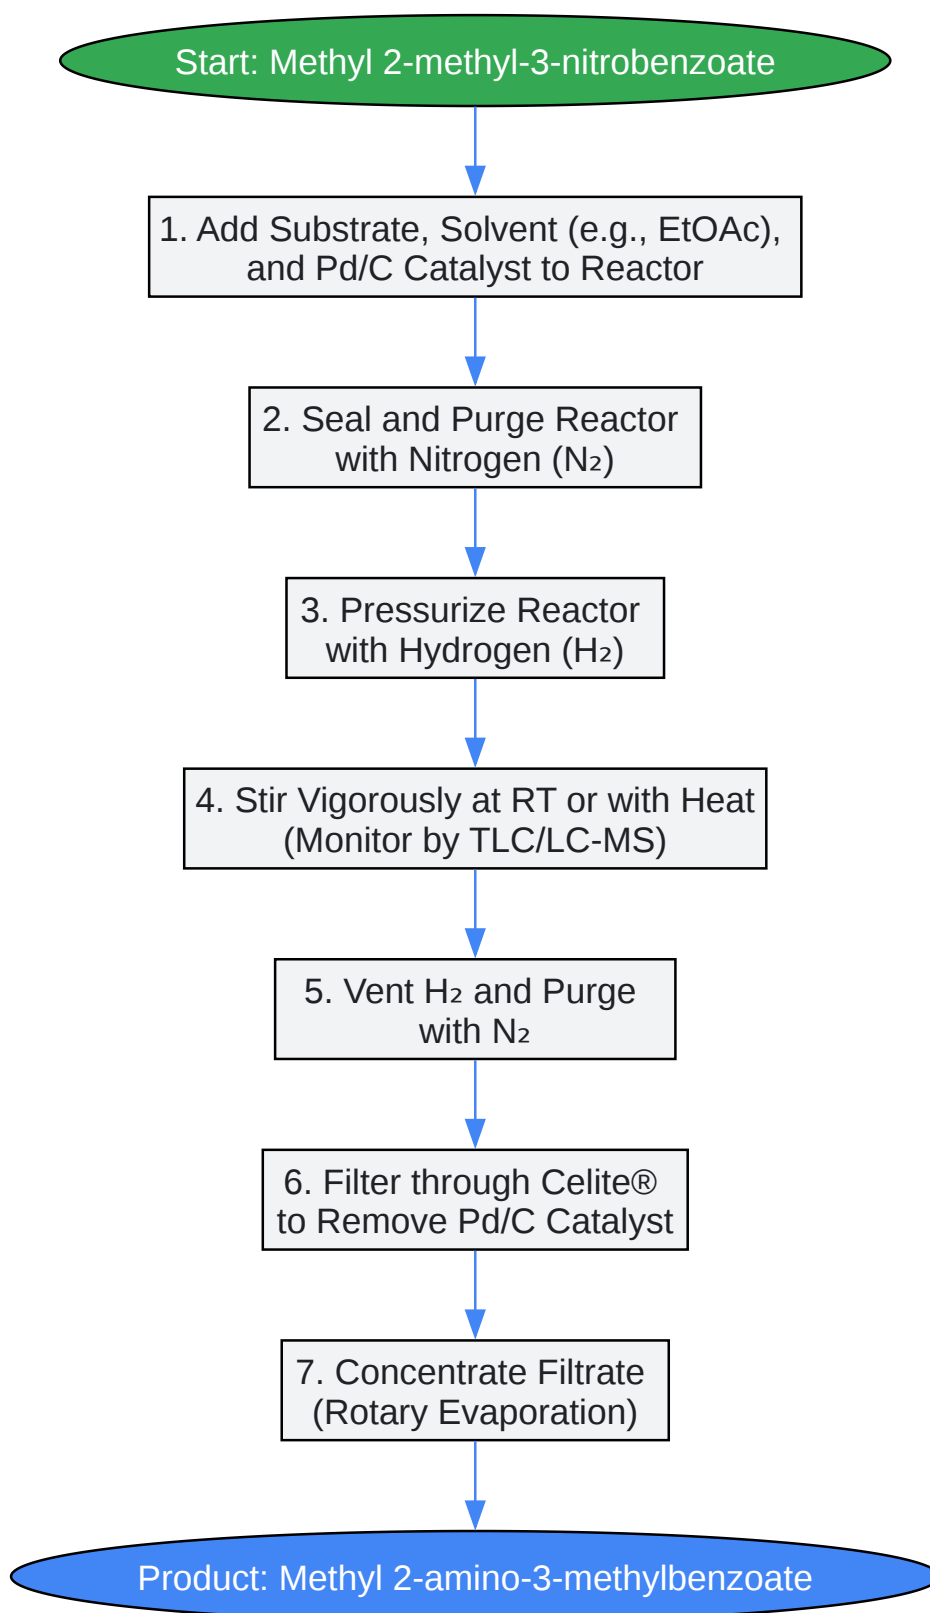 Start: Methyl 2-methyl-3-nitrobenzoate
1. Add Substrate, Solvent (e.g., EtOAc),
and Pd/C Catalyst to Reactor
2. Seal and Purge Reactor
with Nitrogen (N₂)
3. Pressurize Reactor
with Hydrogen (H₂)
4. Stir Vigorously at RT or with Heat
(Monitor by TLC/LC-MS)
5. Vent H₂ and Purge
with N₂
6. Filter through Celite®
to Remove Pd/C Catalyst
7. Concentrate Filtrate
(Rotary Evaporation)
Product: Methyl 2-amino-3-methylbenzoate